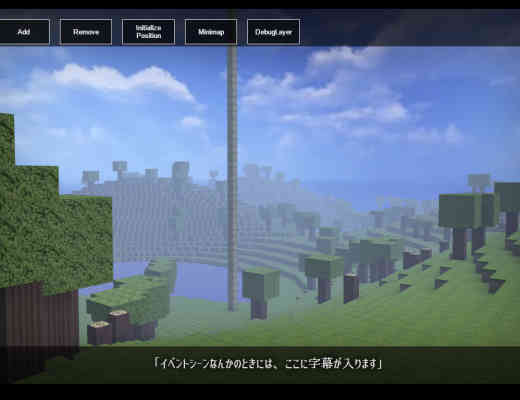 Add
Remove
Initialize
Position
Minimap
DebugLayer
「イベントシーンなんかのときには、ここに字幕が入ります」